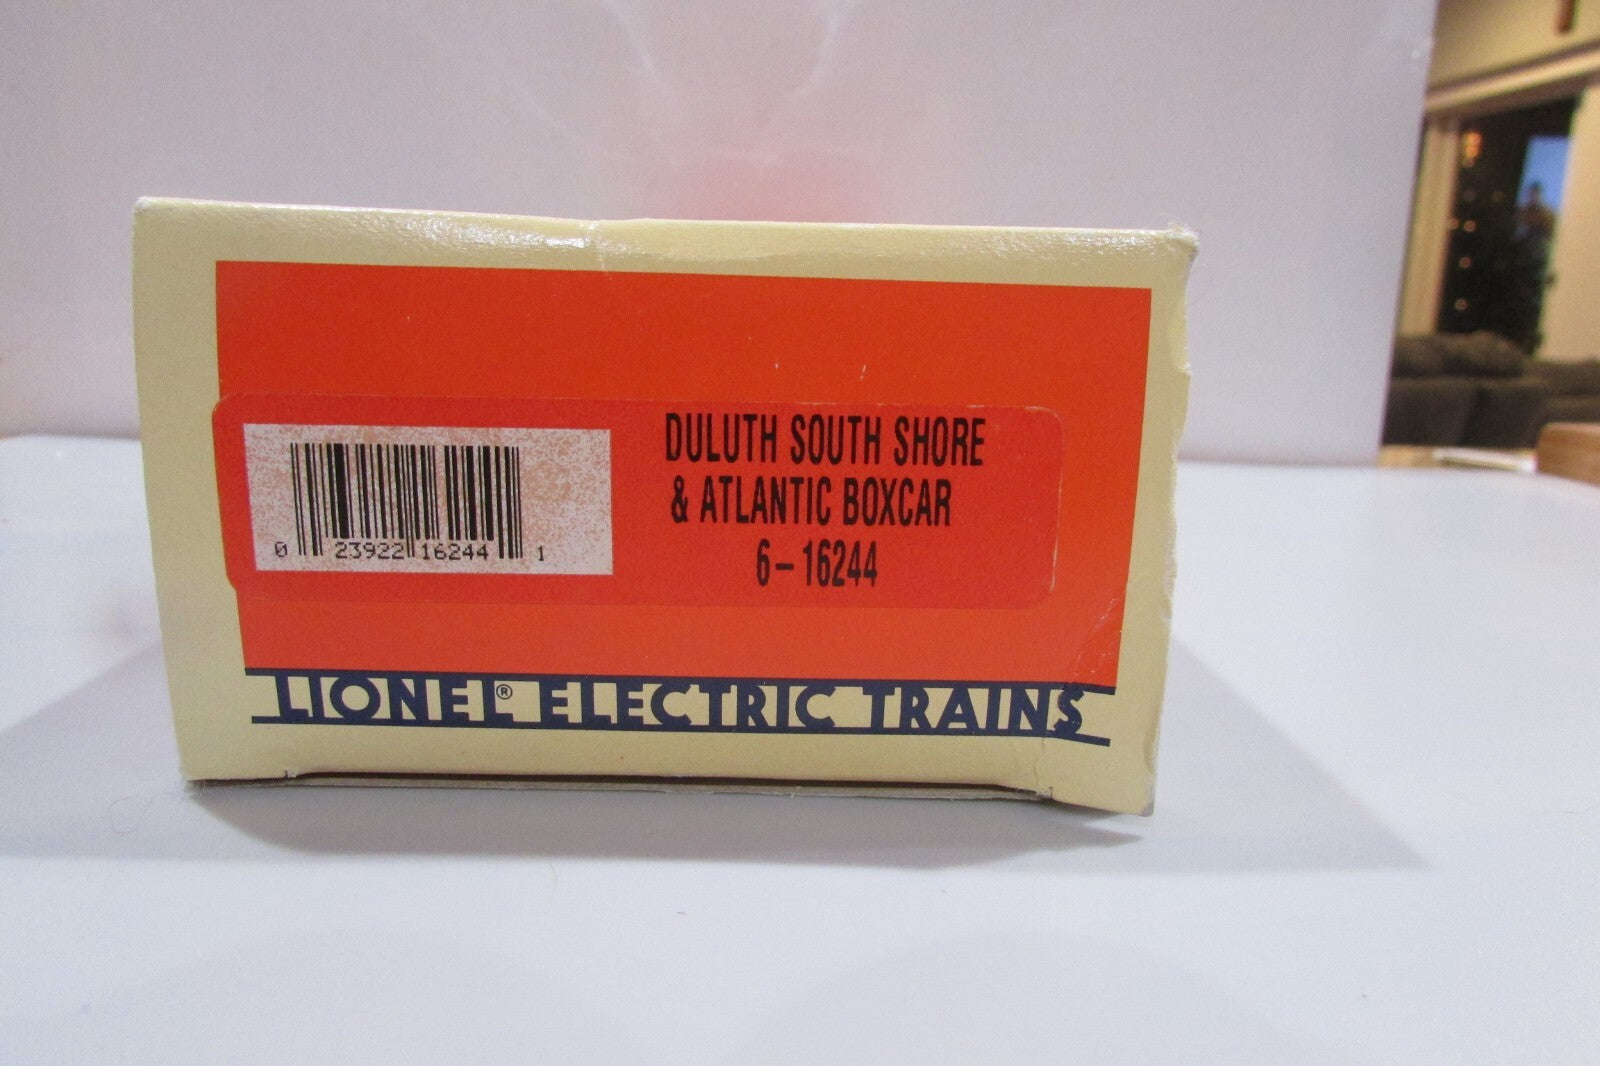 DULUTH SOUTH SHORE
& ATLANTIC BOXCAR
6-16244
0 23922 16244 1
LIONEL® ELECTRIC TRAINS